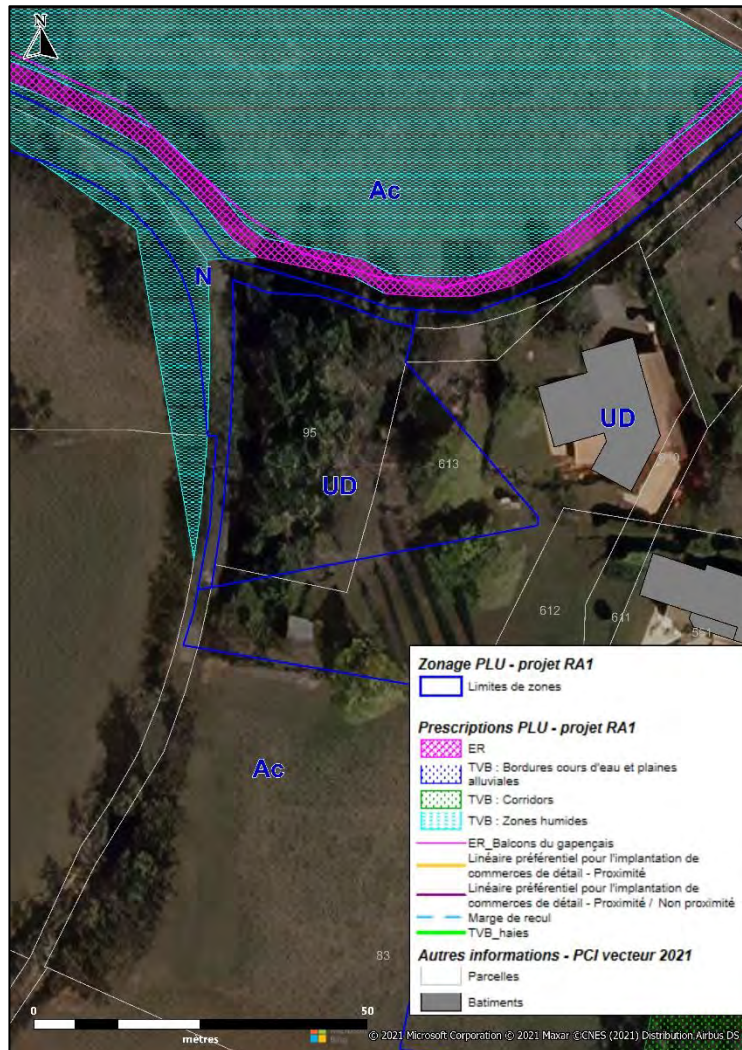 N
Ac
N
95
UD
613
UD
612
611
Ac
83
Zonage PLU - projet RA1
Limites de zones
Prescriptions PLU - projet RA1
ER
TVB : Bordures cours d'eau et plaines
alluviales
TVB : Corridors
TVB : Zones humides
ER_Balcons du gapençais
Linéaire préférentiel pour l'implantation de
commerces de détail - Proximité
Linéaire préférentiel pour l'implantation de
commerces de détail - Proximité / Non proximité
Marge de recul
TVB_haies
Autres informations - PCI vecteur 2021
Parcelles
Batiments
0
50
mètres
© 2021 Microsoft Corporation © 2021 Maxar ©CNES (2021) Distribution Airbus DS